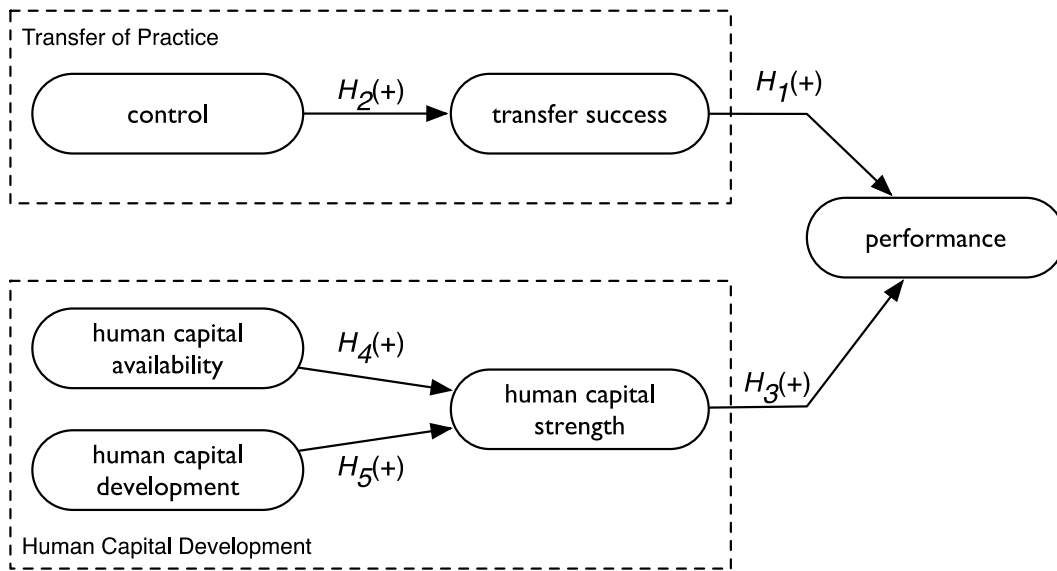 Transfer of Practice
control
H2(+)
transfer success
H1(+)
performance
human capital
availability
H4(+)
human capital
strength
H3(+)
human capital
development
H5(+)
Human Capital Development